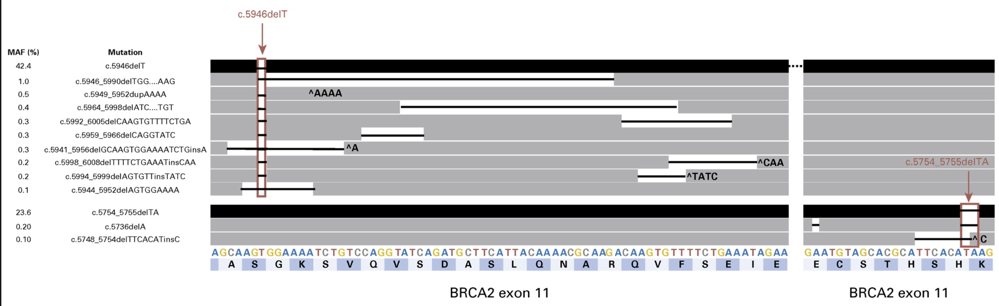 c.5946delT
MAF (%) Mutation
42.4 c.5946delT
1.0 c.5946_5990delTGG....AAG
0.5 c.5949_5952dupAAAA ^AAAA
0.4 c.5964_5998delATC....TGT
0.3 c.5992_6005delCAAGTGTTTTCTGA
0.3 c.5959_5966delCAGGTATC
0.3 c.5941_5956delGCAAGTGGAAAATCTGinsA ^A
0.2 c.5998_6008delTTTTCTGAAATinsCAA ^CAA c.5754_5755delTA
0.2 c.5994_5999delAGTGTTinsTATC ^TATC
0.1 c.5944_5952delAGTGGAAAA
23.6 c.5754_5755delTA
0.20 c.5736delA
0.10 c.5748_5754delTTCACATinsC ^ C
AGCAAGTGGAAAATCTGTCCAGGTATCAGATGCTTCATTACAAAACGCAAGACAAGTGTTTTCTGAAATAGAA GAATGTAGCACGCATTCACATAAG
A S G K S V Q V S D A S L Q N A R Q V F S E I E E C S T H S H K
BRCA2 exon 11 BRCA2 exon 11